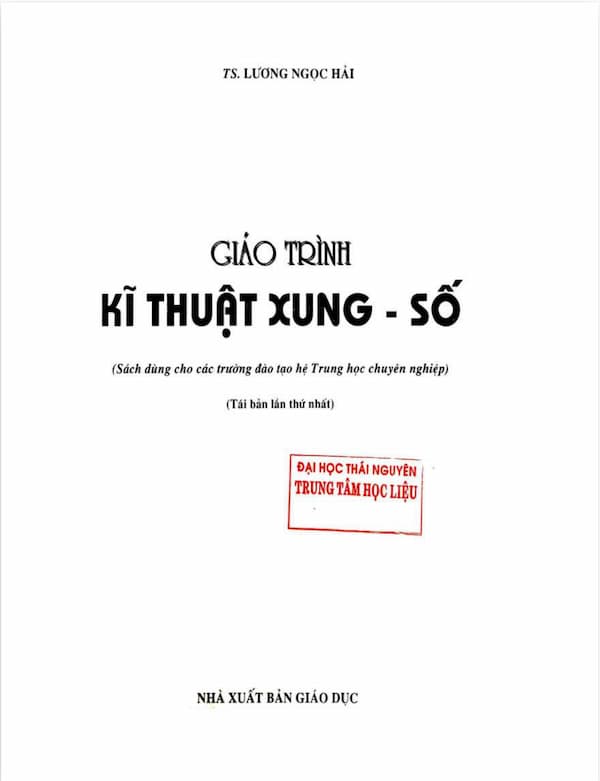 TS. LƯƠNG NGỌC HẢI
GIÁO TRÌNH
KĨ THUẬT XUNG - SỐ
(Sách dùng cho các trường đào tạo hệ Trung học chuyên nghiệp)
(Tái bản lần thứ nhất)
ĐẠI HỌC THÁI NGUYÊN
TRUNG TÂM HỌC LIỆU
NHÀ XUẤT BẢN GIÁO DỤC